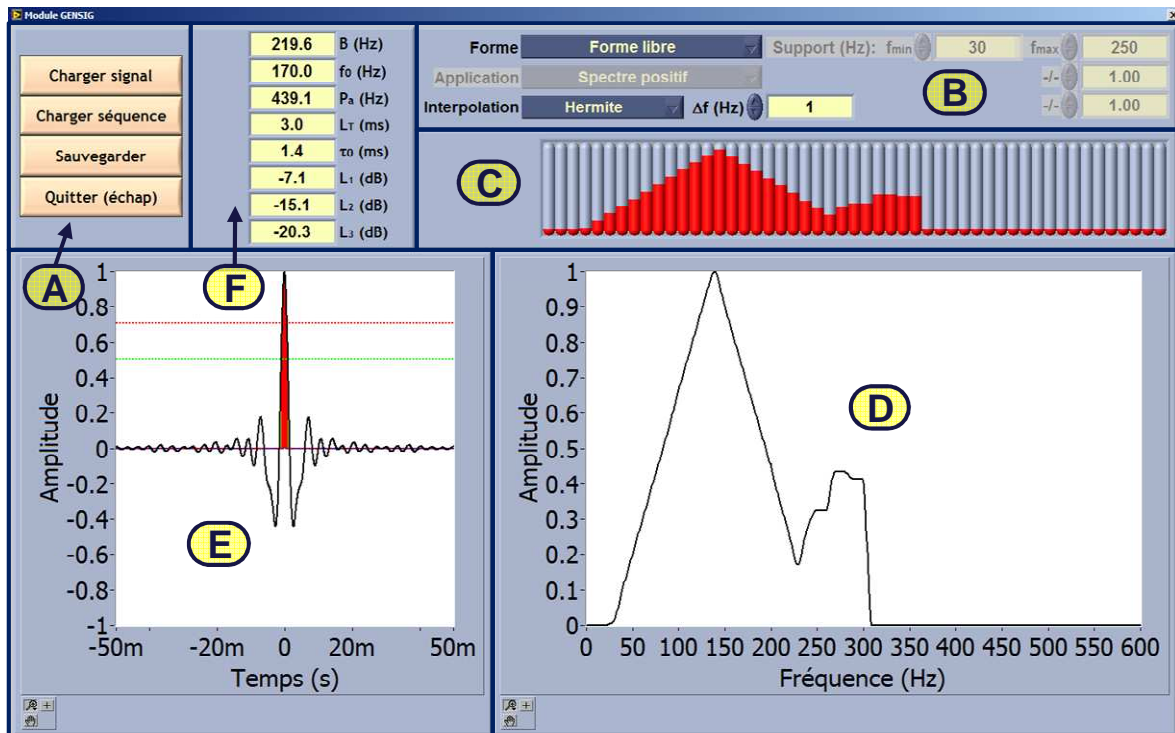 Module GENSIG
Charger signal
Charger séquence
Sauvegarder
Quitter (échap)
A
219.6 B (Hz)
170.0 f0 (Hz)
439.1 Pa (Hz)
3.0 LT (ms)
1.4 τ0 (ms)
-7.1 L1 (dB)
-15.1 L2 (dB)
-20.3 L3 (dB)
F
Forme Forme libre Support (Hz): fmin 30 fmax 250
Application Spectre positif -/- 1.00
Interpolation Hermite Δf (Hz) 1 -/- 1.00
B
C
Amplitude
1
0.8
0.6
0.4
0.2
0
-0.2
-0.4
-0.6
-0.8
-1
-50m -20m 0 20m 50m
Temps (s)
E
Amplitude
1
0.9
0.8
0.7
0.6
0.5
0.4
0.3
0.2
0.1
0
0 50 100 150 200 250 300 350 400 450 500 550 600
Fréquence (Hz)
D